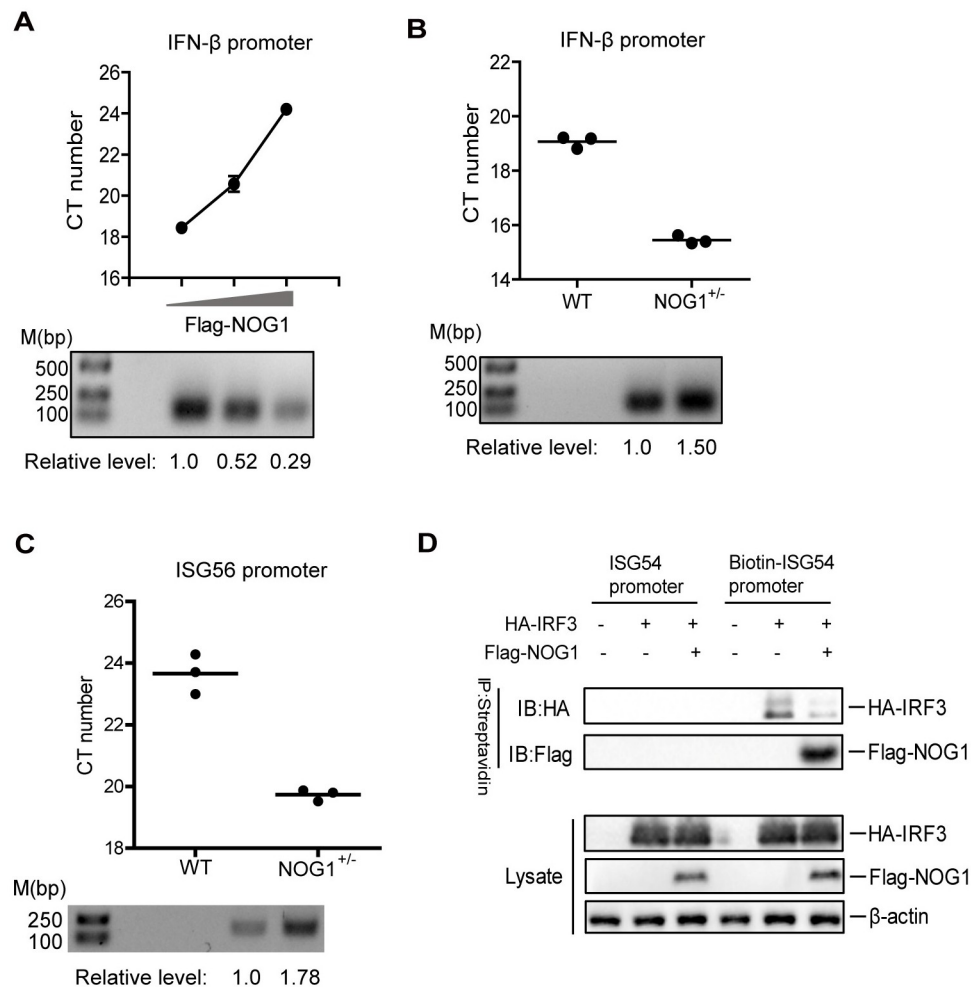 A
IFN-β promoter
CT number
26
24
22
20
18
16
Flag-NOG1
M(bp)
500
250
100
Relative level: 1.0 0.52 0.29
B
IFN-β promoter
CT number
22
20
18
16
14
WT NOG1+/-
M(bp)
500
250
100
Relative level: 1.0 1.50
C
ISG56 promoter
CT number
26
24
22
20
18
WT NOG1+/-
M(bp)
250
100
Relative level: 1.0 1.78
D
ISG54 promoter
Biotin-ISG54 promoter
HA-IRF3 - + + - + +
Flag-NOG1 - - + - - +
IP:Streptavidin
IB:HA HA-IRF3
IB:Flag Flag-NOG1
Lysate
HA-IRF3
Flag-NOG1
β-actin